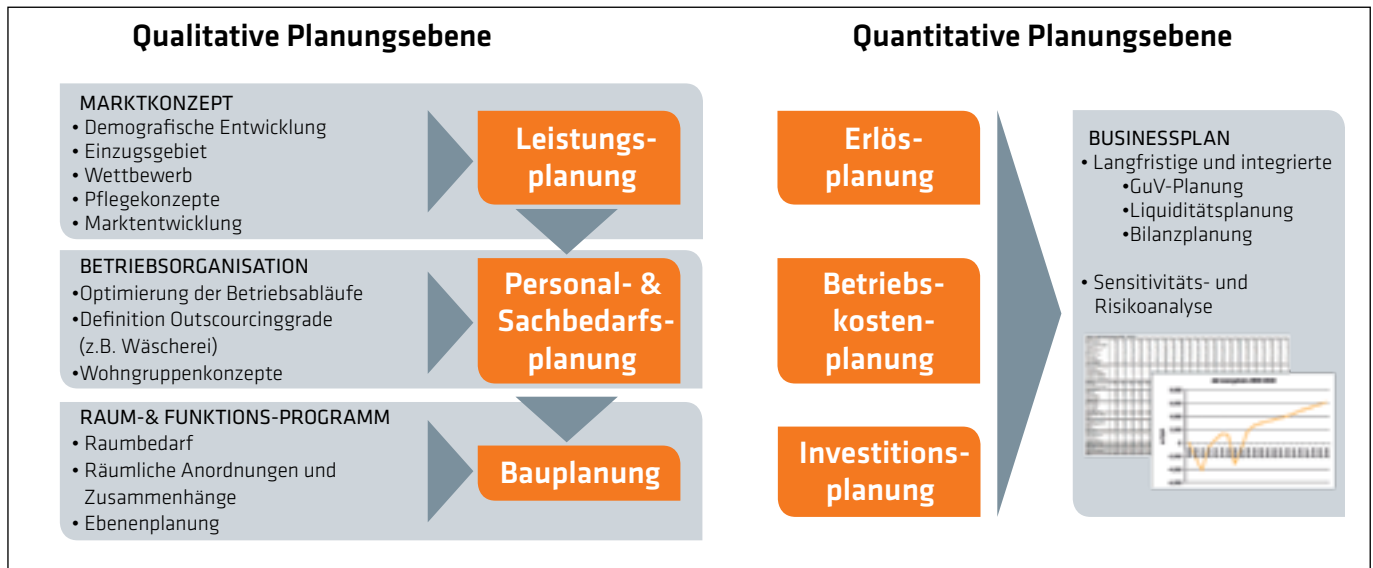 Qualitative Planungsebene
Quantitative Planungsebene
MARKTKONZEPT
• Demografische Entwicklung
• Einzugsgebiet
• Wettbewerb
• Pflegekonzepte
• Marktentwicklung
Leistungs-
planung
BETRIEBSORGANISATION
•Optimierung der Betriebsabläufe
•Definition Outscourcinggrade
(z.B. Wäscherei)
•Wohngruppenkonzepte
Personal- &
Sachbedarfs-
planung
RAUM-& FUNKTIONS-PROGRAMM
• Raumbedarf
• Räumliche Anordnungen und
Zusammenhänge
• Ebenenplanung
Bauplanung
Erlös-
planung
Betriebs-
kosten-
planung
Investitions-
planung
BUSINESSPLAN
• Langfristige und integrierte
•GuV-Planung
•Liquiditätsplanung
•Bilanzplanung
• Sensitivitäts- und
Risikoanalyse